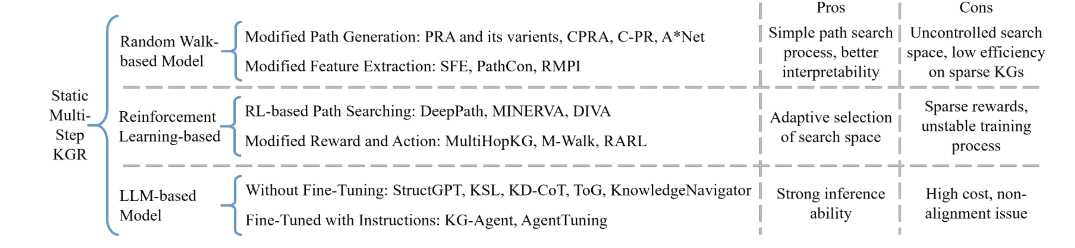 Pros
Cons
Static
Multi-
Step
KGR
Random Walk-
based Model
Modified Path Generation: PRA and its varients, CPRA, C-PR, A*Net
Modified Feature Extraction: SFE, PathCon, RMPI
Simple path search
process, better
interpretability
Uncontrolled search
space, low efficiency
on sparse KGs
Reinforcement
Learning-based
RL-based Path Searching: DeepPath, MINERVA, DIVA
Modified Reward and Action: MultiHopKG, M-Walk, RARL
Adaptive selection
of search space
Sparse rewards,
unstable training
process
LLM-based
Model
Without Fine-Tuning: StructGPT, KSL, KD-CoT, ToG, KnowledgeNavigator
Fine-Tuned with Instructions: KG-Agent, AgentTuning
Strong inference
ability
High cost, non-
alignment issue